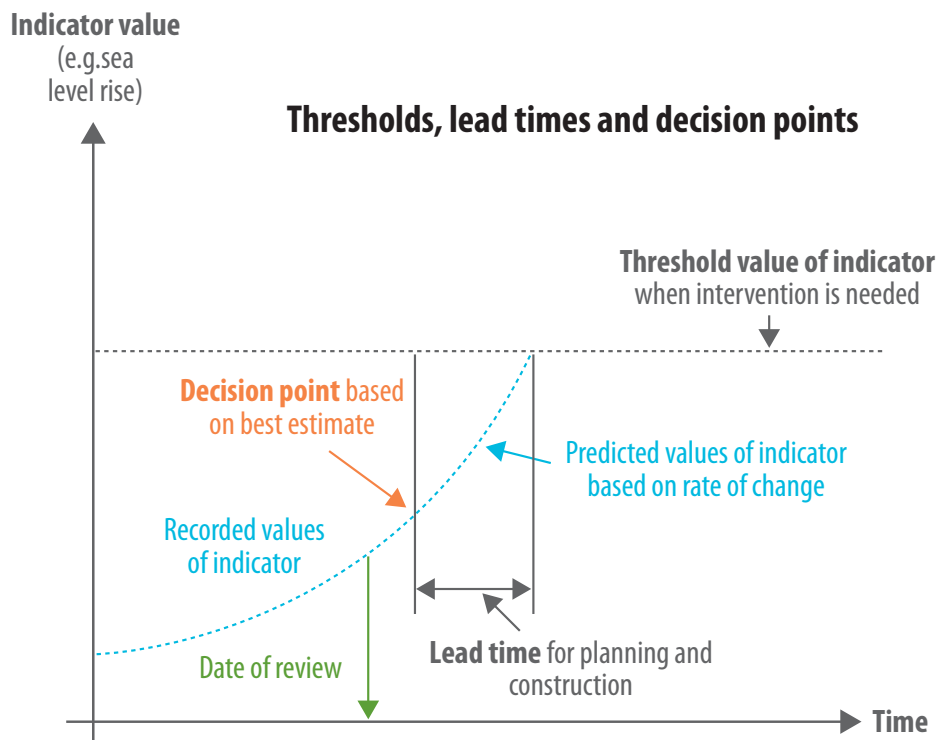 Indicator value
(e.g.sea
level rise)
Thresholds, lead times and decision points
Threshold value of indicator
when intervention is needed
Decision point based
on best estimate
Predicted values of indicator
based on rate of change
Recorded values
of indicator
Date of review
Lead time for planning and
construction
Time